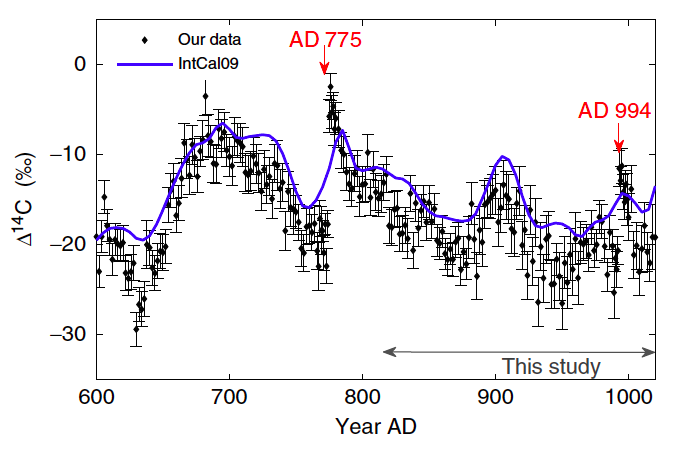 Our data
IntCal09
AD 775
AD 994
0
−10
−20
−30
Δ¹⁴C (‰)
This study
600
700
800
900
1000
Year AD